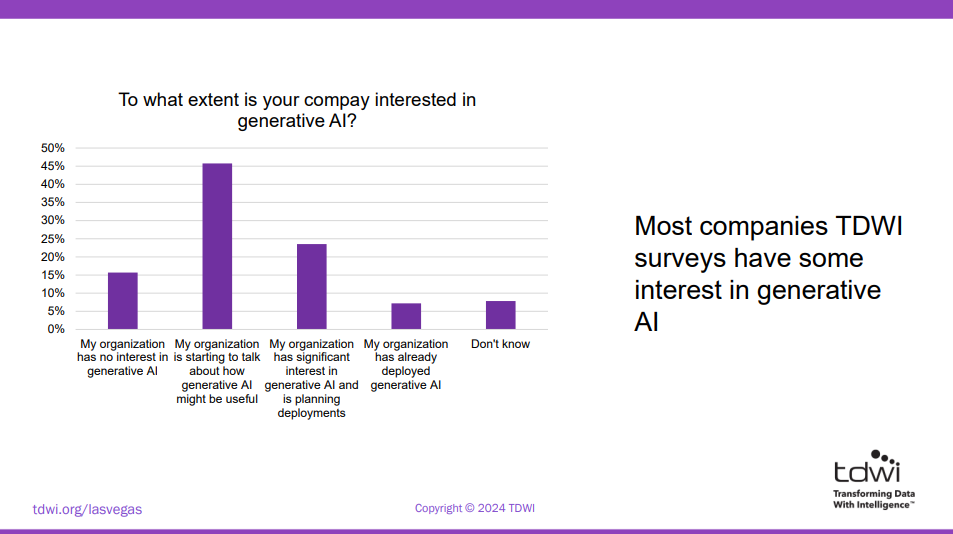 To what extent is your compay interested in
generative AI?
50%
45%
40%
35%
30%
25%
20%
15%
10%
5%
0%
My organization
has no interest in
generative AI
My organization
is starting to talk
about how
generative AI
might be useful
My organization
has significant
interest in
generative AI and
is planning
deployments
My organization
has already
deployed
generative AI
Don't know
Most companies TDWI
surveys have some
interest in generative
AI
tdwi
Transforming Data
With Intelligence™
tdwi.org/lasvegas
Copyright © 2024 TDWI